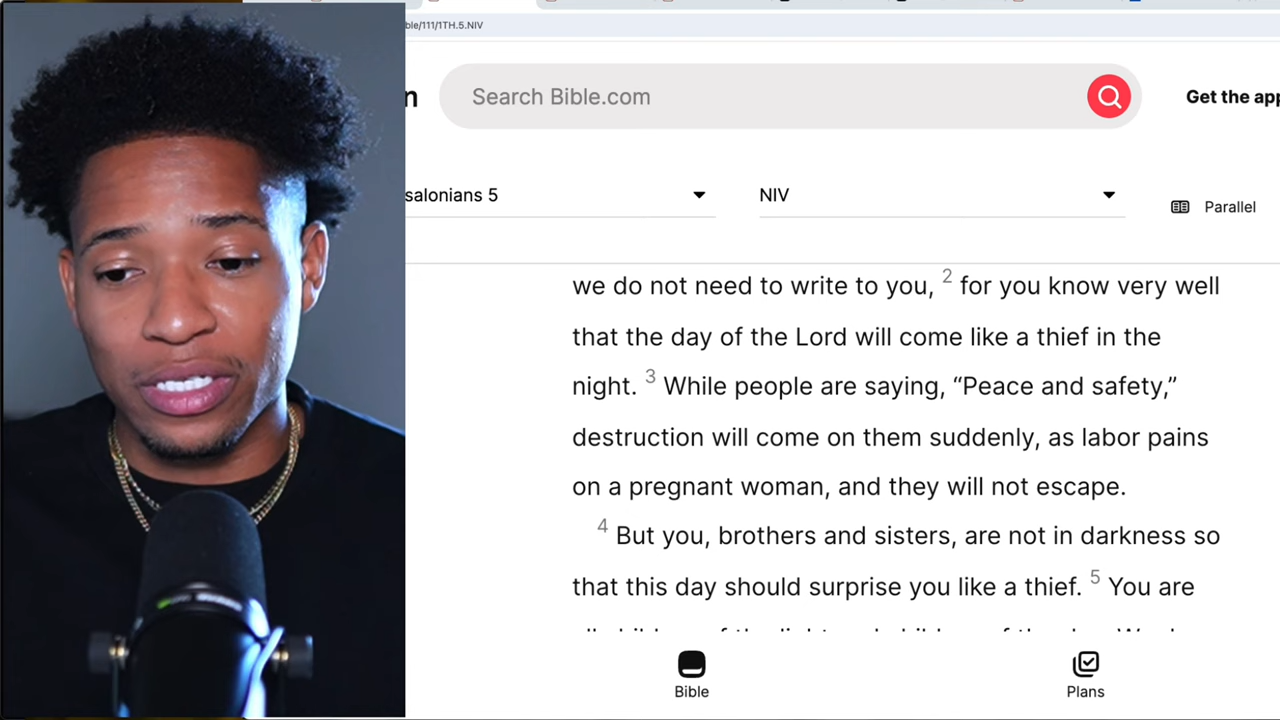 ble/111/1TH.5.NIV
n
Search Bible.com
Get the app
salonians 5
NIV
Parallel
we do not need to write to you, 2 for you know very well
that the day of the Lord will come like a thief in the
night. 3 While people are saying, “Peace and safety,”
destruction will come on them suddenly, as labor pains
on a pregnant woman, and they will not escape.
4 But you, brothers and sisters, are not in darkness so
that this day should surprise you like a thief. 5 You are
Bible
Plans